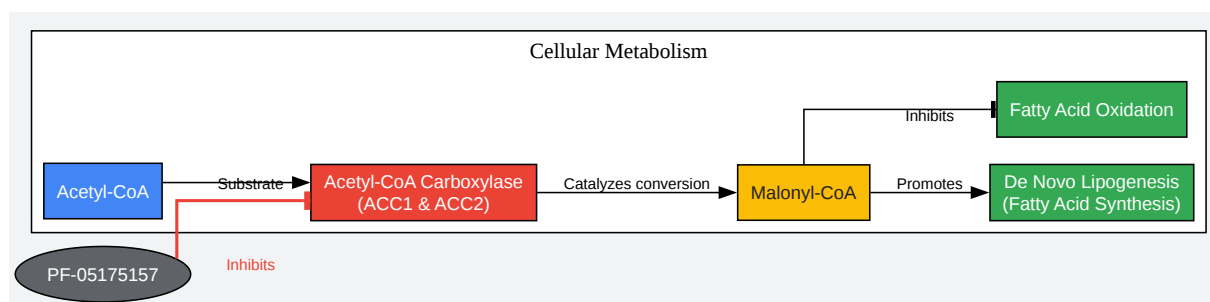 Cellular Metabolism
Fatty Acid Oxidation
Inhibits
Acetyl-CoA
Substrate
Acetyl-CoA Carboxylase
(ACC1 & ACC2)
Catalyzes conversion
Malonyl-CoA
Promotes
De Novo Lipogenesis
(Fatty Acid Synthesis)
PF-05175157
Inhibits